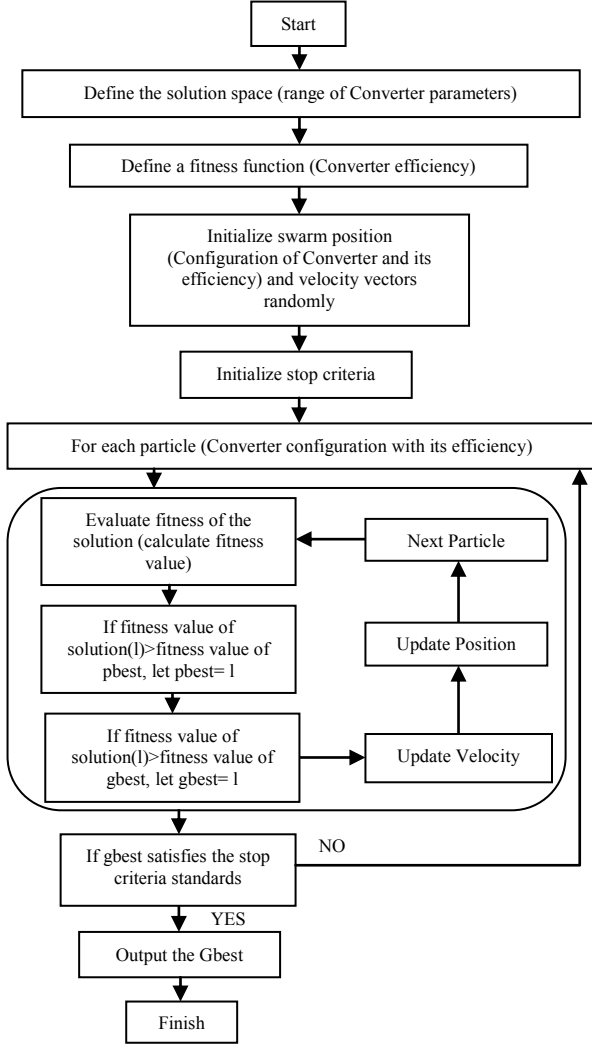 Start
Define the solution space (range of Converter parameters)
Define a fitness function (Converter efficiency)
Initialize swarm position
(Configuration of Converter and its
efficiency) and velocity vectors
randomly
Initialize stop criteria
For each particle (Converter configuration with its efficiency)
Evaluate fitness of the
solution (calculate fitness
value)
Next Particle
If fitness value of
solution(l)>fitness value of
pbest, let pbest= l
Update Position
If fitness value of
solution(l)>fitness value of
gbest, let gbest= l
Update Velocity
If gbest satisfies the stop
criteria standards
NO
YES
Output the Gbest
Finish